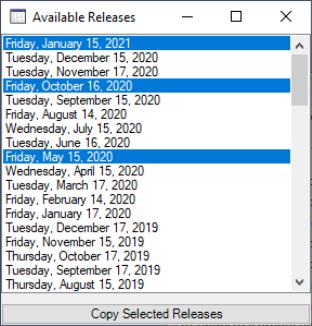 Available Releases
Friday, January 15, 2021
Tuesday, December 15, 2020
Tuesday, November 17, 2020
Friday, October 16, 2020
Tuesday, September 15, 2020
Friday, August 14, 2020
Wednesday, July 15, 2020
Tuesday, June 16, 2020
Friday, May 15, 2020
Wednesday, April 15, 2020
Tuesday, March 17, 2020
Friday, February 14, 2020
Friday, January 17, 2020
Tuesday, December 17, 2019
Friday, November 15, 2019
Thursday, October 17, 2019
Tuesday, September 17, 2019
Thursday, August 15, 2019
Copy Selected Releases